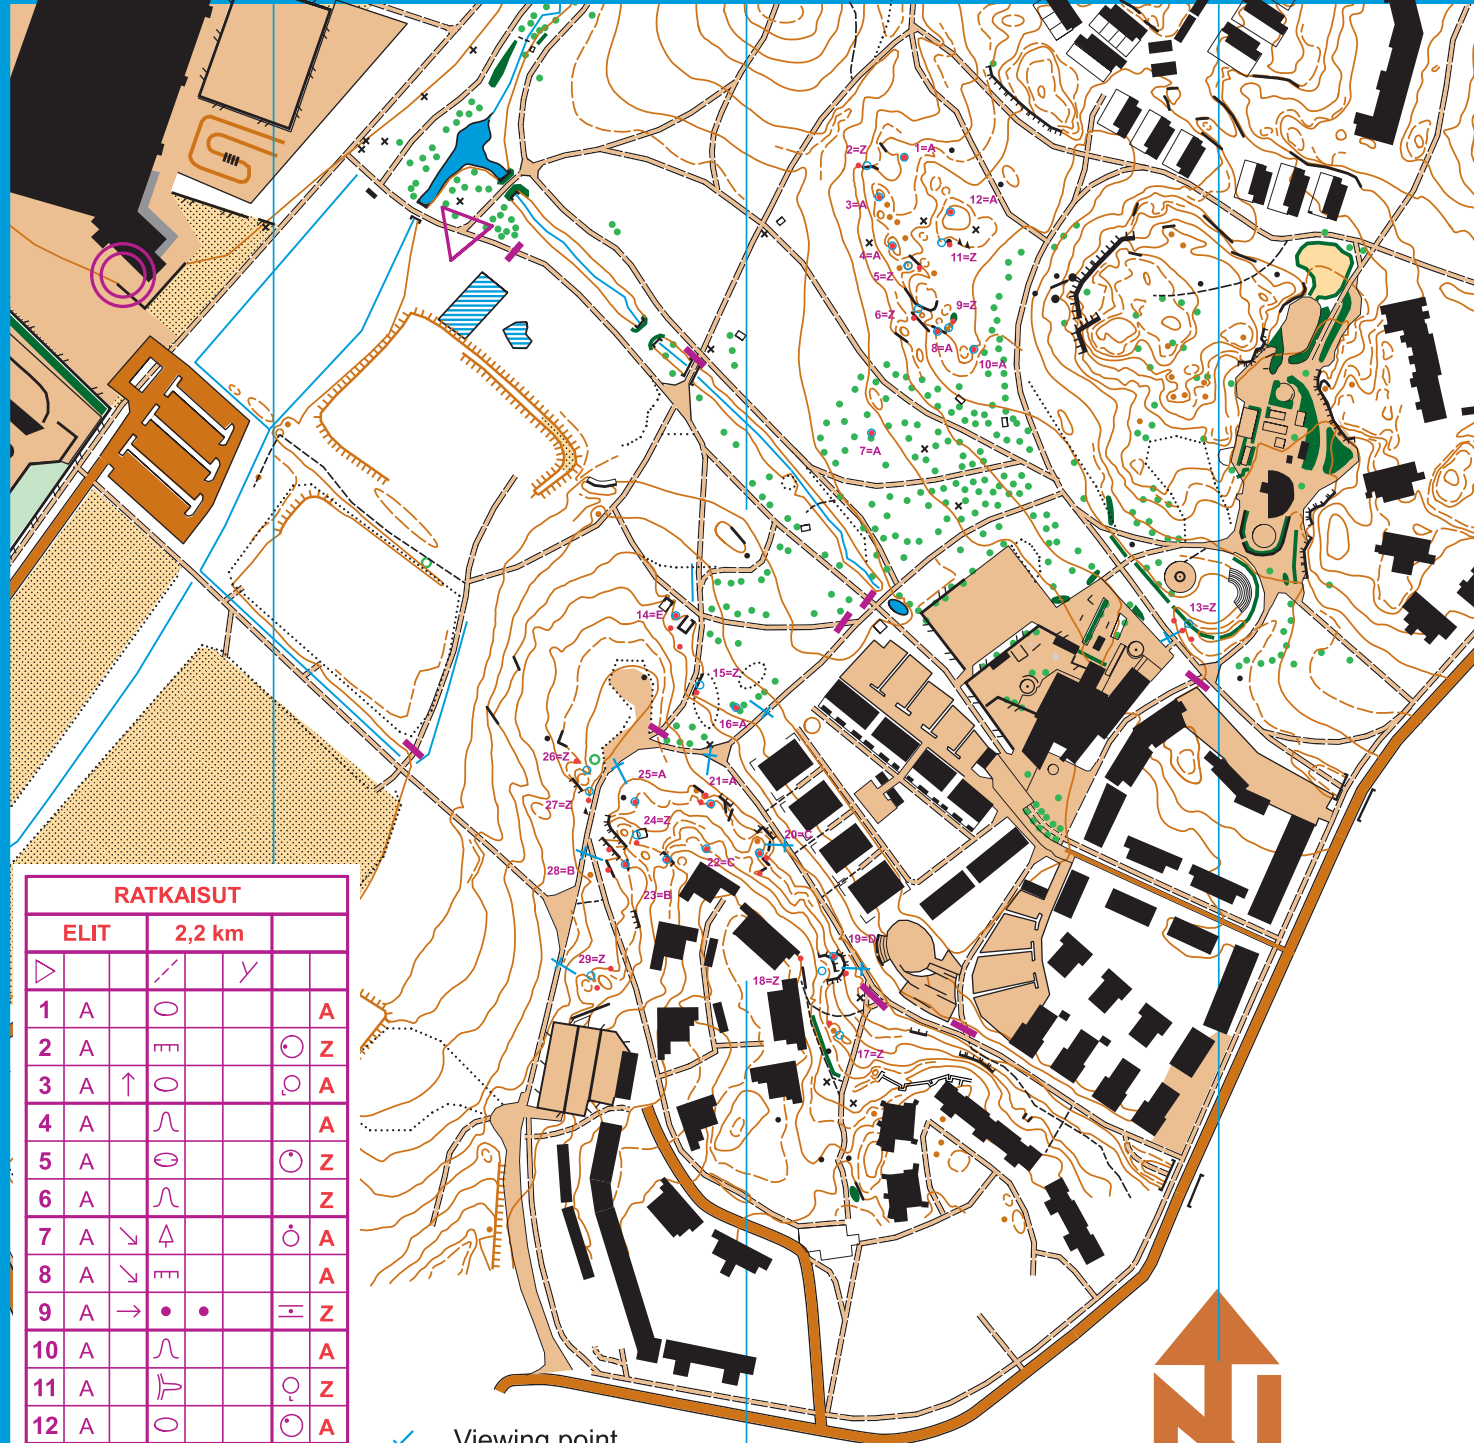 2=Z
1=A
3=A
12=A
4=A
11=Z
5=Z
9=Z
6=Z
8=A
10=A
7=A
13=Z
14=E
15=Z
16=A
26=Z
25=A
21=A
27=Z
24=Z
20=C
28=B
22=C
23=B
19=D
29=Z
18=Z
17=Z
RATKAISUT
ELIT 2,2 km
1 A A
2 A Z
3 A A
4 A A
5 A Z
6 A Z
7 A A
8 A A
9 A Z
10 A A
11 A Z
12 A A
Viewing point
N